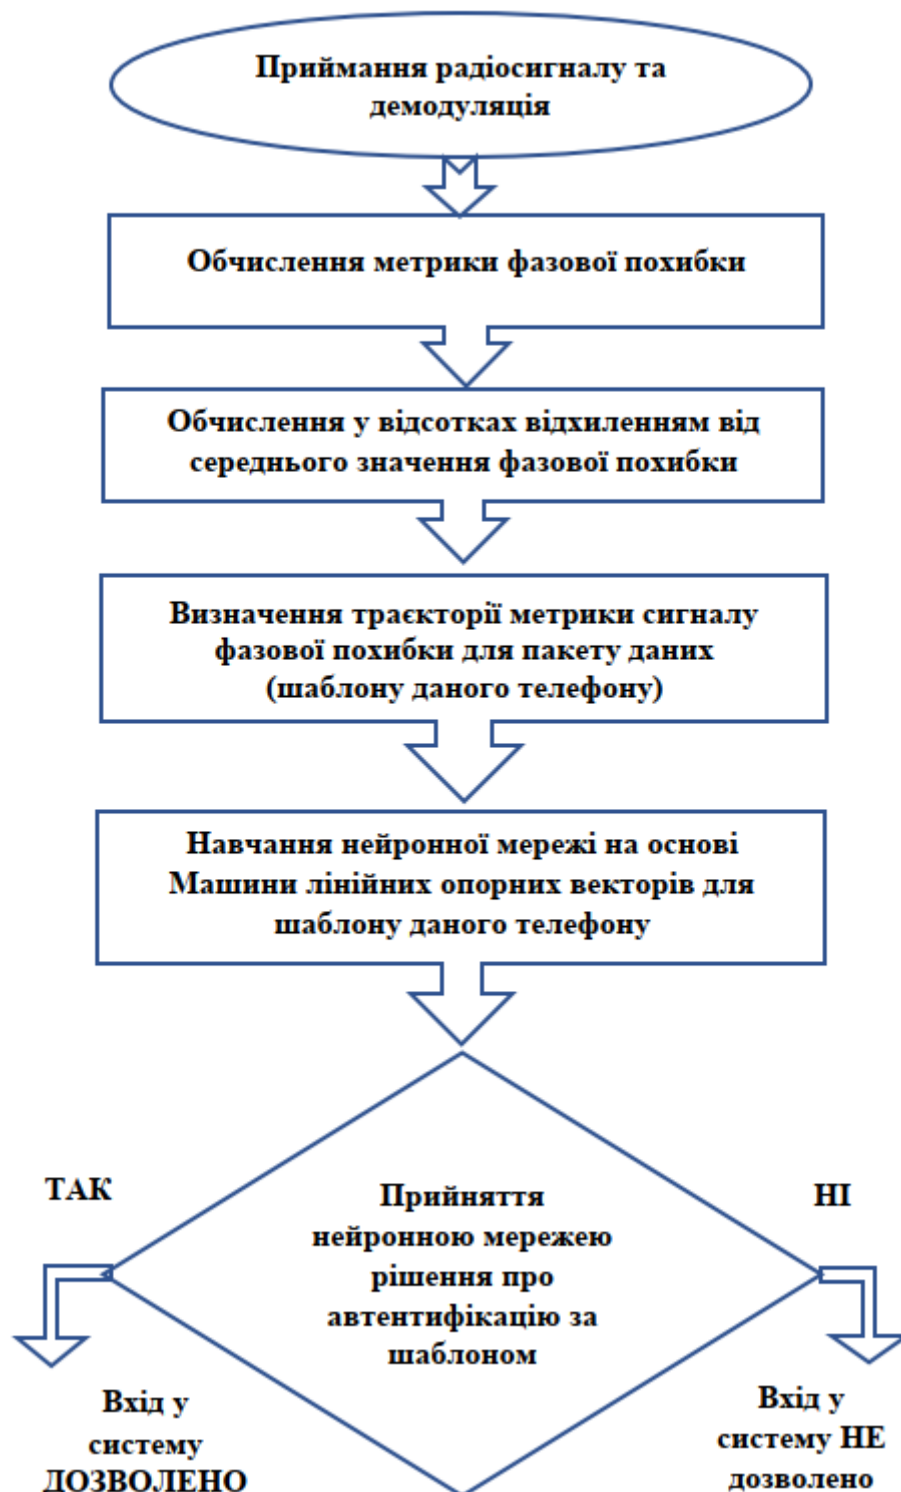 Приймання радіосигналу та
демодуляція
Обчислення метрики фазової похибки
Обчислення у відсотках відхиленням від
середнього значення фазової похибки
Визначення траєкторії метрики сигналу
фазової похибки для пакету даних
(шаблону даного телефону)
Навчання нейронної мережі на основі
Машини лінійних опорних векторів для
шаблону даного телефону
ТАК
Прийняття
нейронною мережею
рішення про
автентифікацію за
шаблоном
НІ
Вхід у
систему
ДОЗВОЛЕНО
Вхід у
систему НЕ
дозволено